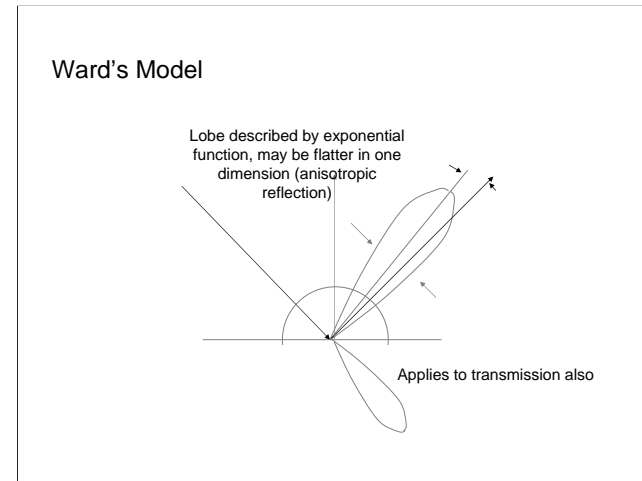 Ward's Model
Lobe described by exponential
function, may be flatter in one
dimension (anisotropic
reflection)
Applies to transmission also